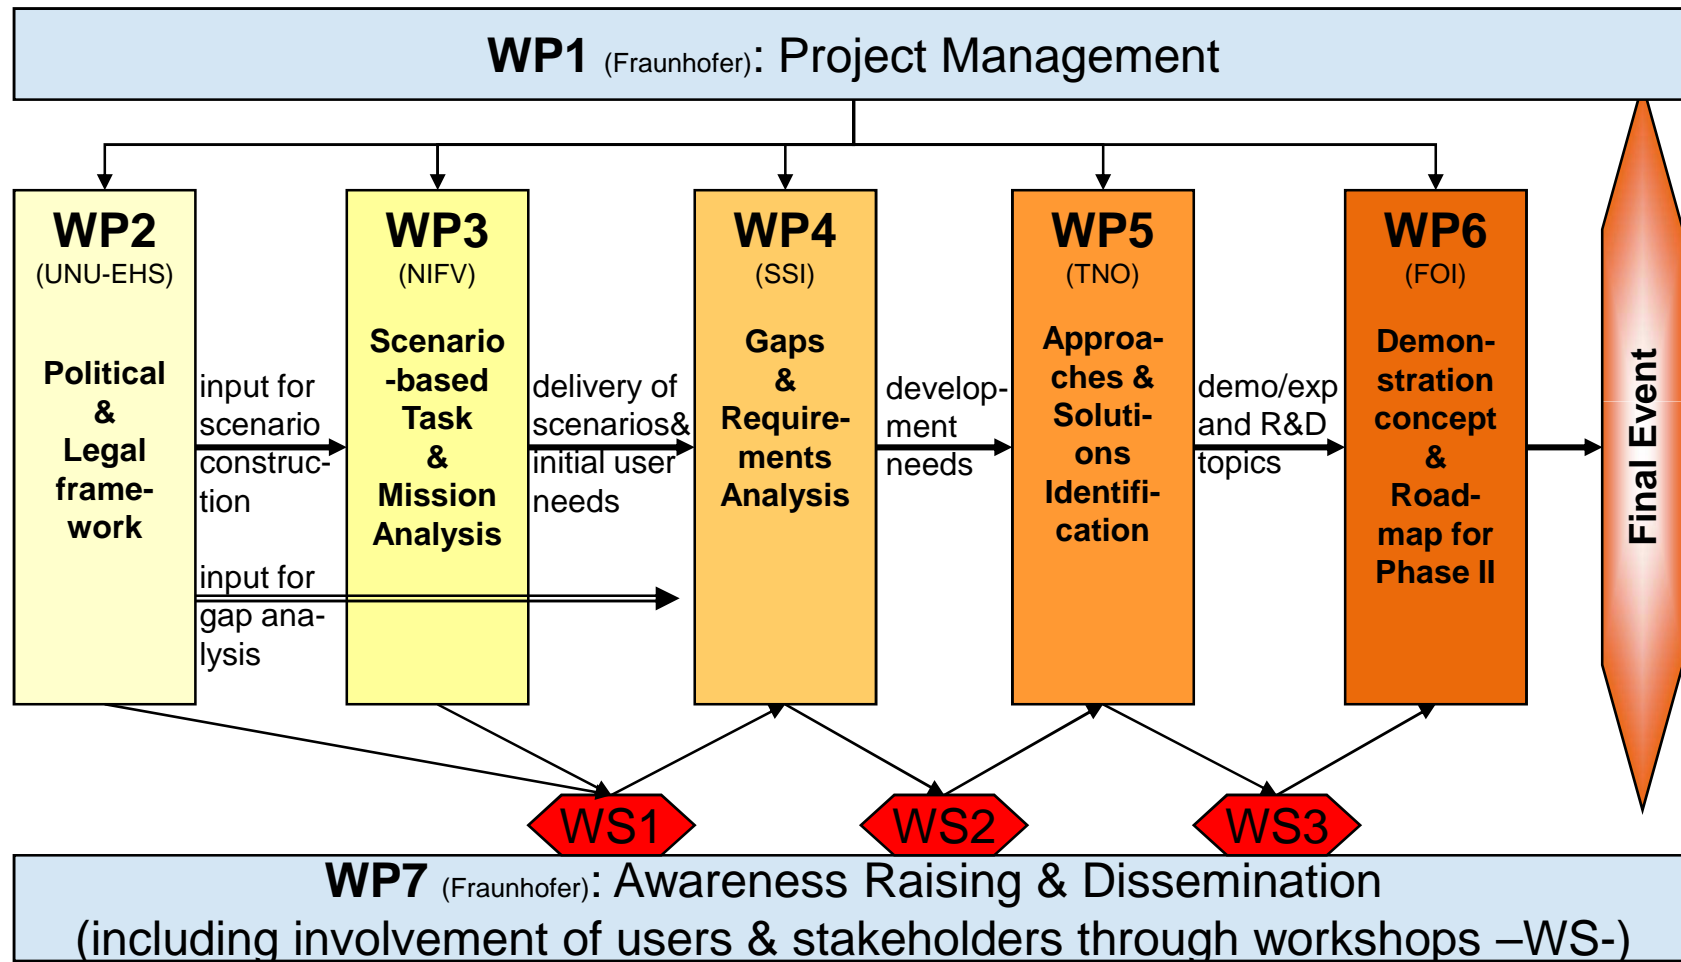 WP1 (Fraunhofer): Project Management
WP2
(UNU-EHS)
Political
&
Legal
frame-
work
input for
scenario
construc-
tion
input for
gap ana-
lysis
WP3
(NIFV)
Scenario
-based
Task
&
Mission
Analysis
delivery of
scenarios&
initial user
needs
WP4
(SSI)
Gaps
&
Require-
ments
Analysis
develop-
ment
needs
WP5
(TNO)
Approa-
ches &
Soluti-
ons
Identifi-
cation
demo/exp
and R&D
topics
WP6
(FOI)
Demon-
stration
concept
&
Road-
map for
Phase II
Final Event
WS1
WS2
WS3
WP7 (Fraunhofer): Awareness Raising & Dissemination
(including involvement of users & stakeholders through workshops –WS-)